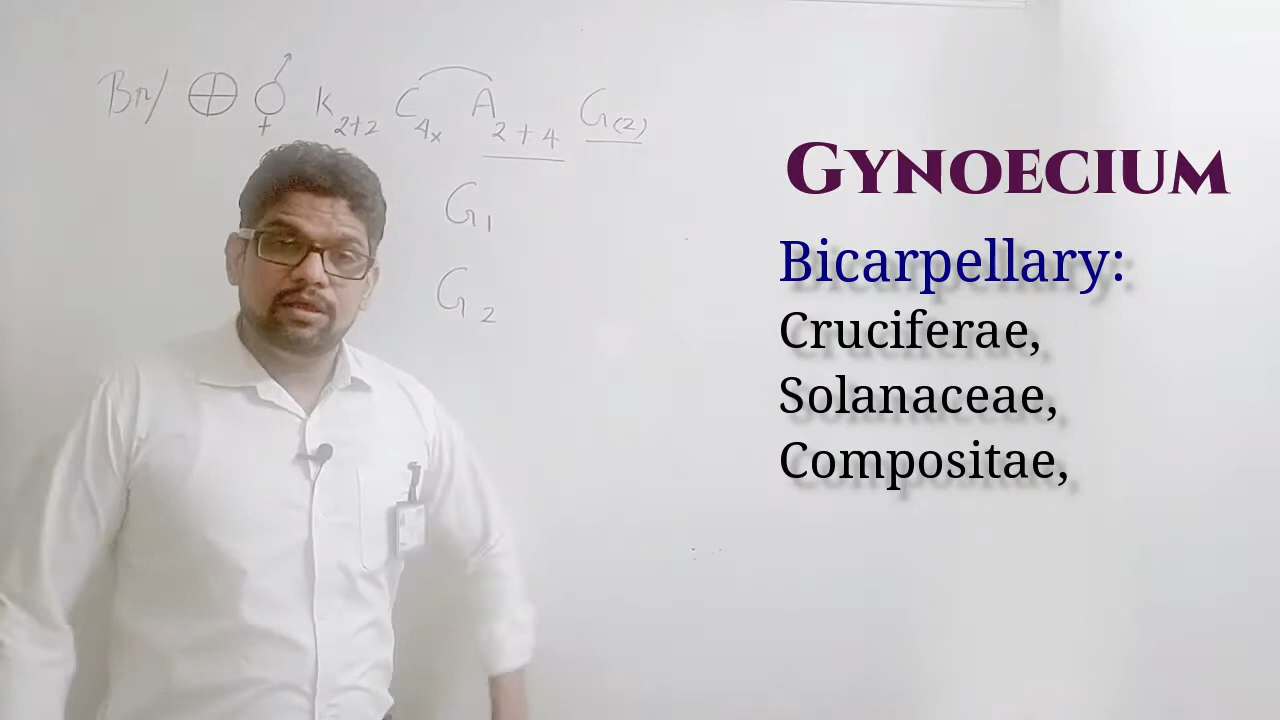 Br/ ⊕ ⚥ K2+2 C4x A2+4 G(2)
G1
G2
GYNOECIUM
Bicarpellary:
Cruciferae,
Solanaceae,
Compositae,